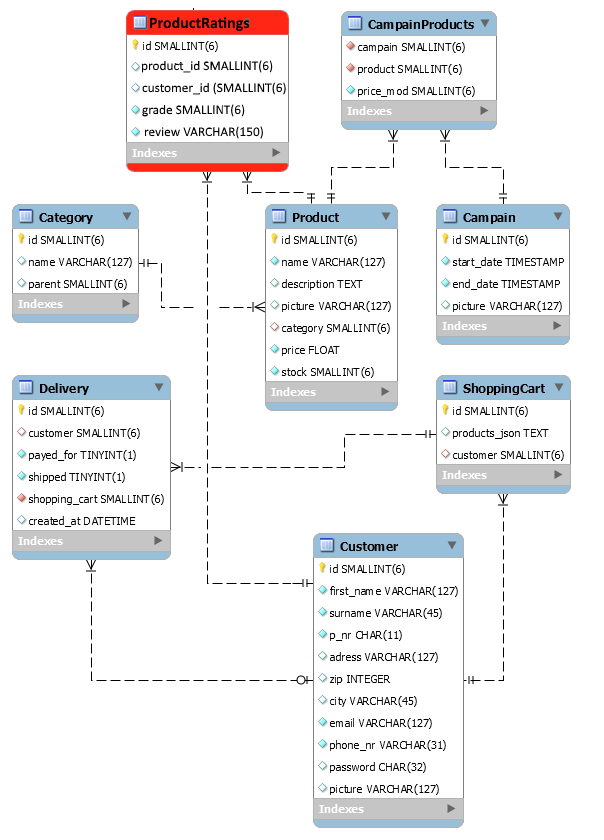 ProductRatings
id SMALLINT(6)
product_id SMALLINT(6)
customer_id (SMALLINT(6)
grade SMALLINT(6)
review VARCHAR(150)
Indexes
CampainProducts
campain SMALLINT(6)
product SMALLINT(6)
price_mod SMALLINT(6)
Indexes
Category
id SMALLINT(6)
name VARCHAR(127)
parent SMALLINT(6)
Indexes
Product
id SMALLINT(6)
name VARCHAR(127)
description TEXT
picture VARCHAR(127)
category SMALLINT(6)
price FLOAT
stock SMALLINT(6)
Indexes
Campain
id SMALLINT(6)
start_date TIMESTAMP
end_date TIMESTAMP
picture VARCHAR(127)
Indexes
Delivery
id SMALLINT(6)
customer SMALLINT(6)
payed_for TINYINT(1)
shipped TINYINT(1)
shopping_cart SMALLINT(6)
created_at DATETIME
Indexes
ShoppingCart
id SMALLINT(6)
products_json TEXT
customer SMALLINT(6)
Indexes
Customer
id SMALLINT(6)
first_name VARCHAR(127)
surname VARCHAR(45)
p_nr CHAR(11)
adress VARCHAR(127)
zip INTEGER
city VARCHAR(45)
email VARCHAR(127)
phone_nr VARCHAR(31)
password CHAR(32)
picture VARCHAR(127)
Indexes